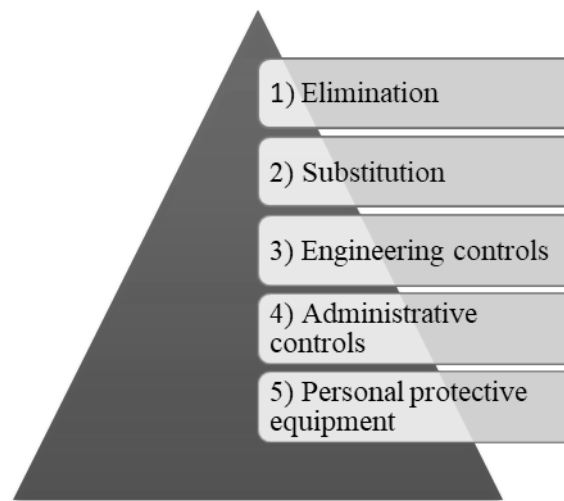 1) Elimination
2) Substitution
3) Engineering controls
4) Administrative
controls
5) Personal protective
equipment